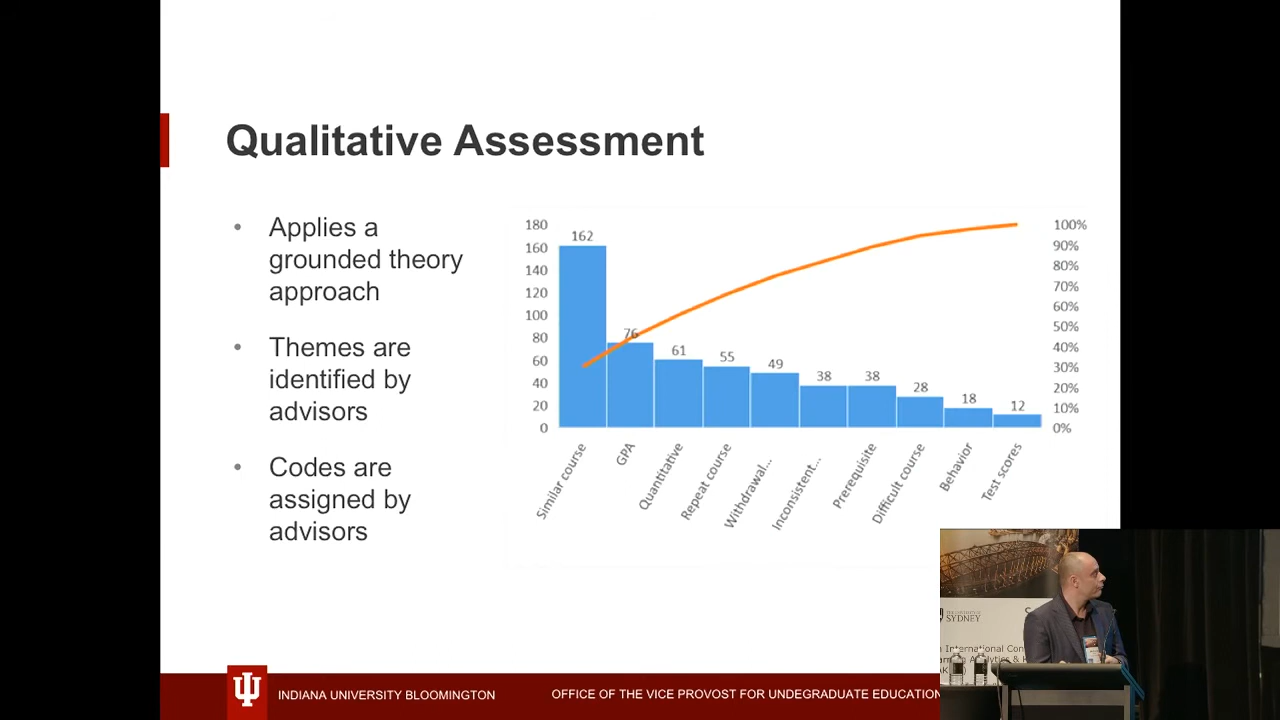 Qualitative Assessment
• Applies a
grounded theory
approach
• Themes are
identified by
advisors
• Codes are
assigned by
advisors
180
160
140
120
100
80
60
40
20
0
162
76
61
55
49
38
38
28
18
12
100%
90%
80%
70%
60%
50%
40%
30%
20%
10%
0%
Similar course
GPA
Quantitative
Repeat course
Withdrawal...
Inconsistent...
Prerequisite
Difficult course
Behavior
Test scores
INDIANA UNIVERSITY BLOOMINGTON
OFFICE OF THE VICE PROVOST FOR UNDEGRADUATE EDUCATION
SYDNEY
International Con